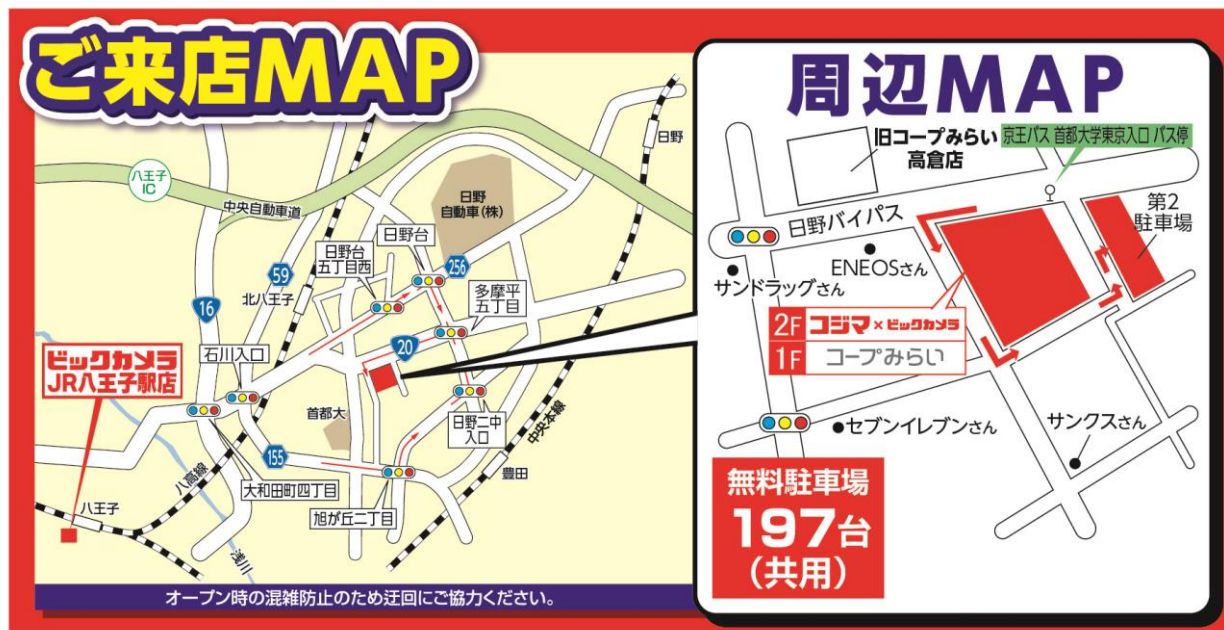 ご来店MAP
八王子
IC
中央自動車道
日野
日野
自動車(株)
日野台
日野台
五丁目西
256
59
北八王子
16
多摩平
五丁目
20
石川入口
ビックカメラ
JR八王子駅店
首都大
日野二中
入口
中央本線
155
八高線
豊田
大和田町四丁目
旭が丘二丁目
八王子
浅川
オープン時の混雑防止のため迂回にご協力ください。
周辺MAP
旧コープみらい
高倉店
京王バス 首都大学東京入口 バス停
第2
駐車場
日野バイパス
ENEOSさん
サンドラッグさん
2F コジマ×ビックカメラ
1F コープみらい
セブンイレブンさん
サンクスさん
無料駐車場
197台
(共用)